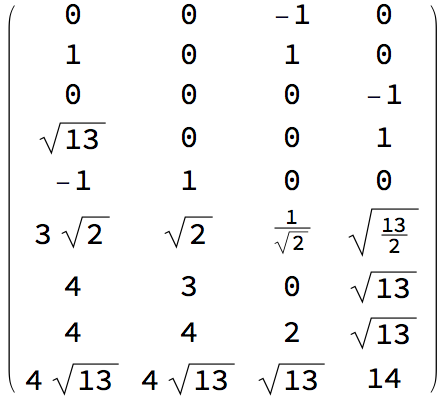 0 0 -1 0
1 0 1 0
0 0 0 -1
√13 0 0 1
-1 1 0 0
3 √2 √2 1/√2 √(13/2)
4 3 0 √13
4 4 2 √13
4 √13 4 √13 √13 14